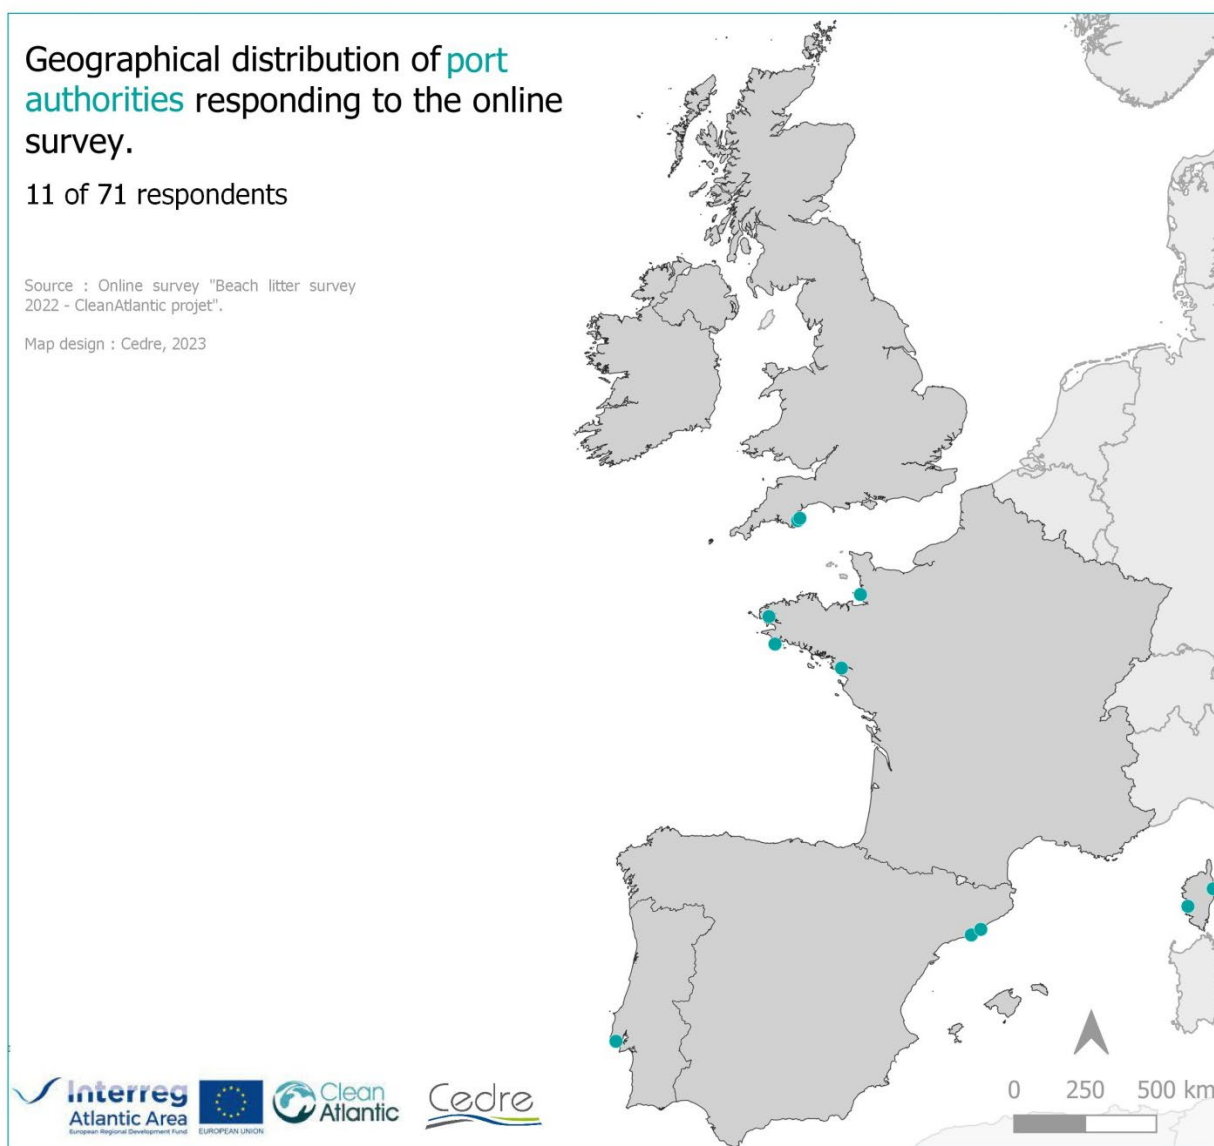 Geographical distribution of port
authorities responding to the online
survey.
11 of 71 respondents
Source : Online survey "Beach litter survey
2022 - CleanAtlantic projet".
Map design : Cedre, 2023
0 250 500 km
Interreg
Atlantic Area
European Regional Development Fund
EUROPEAN UNION
Clean
Atlantic
Cedre